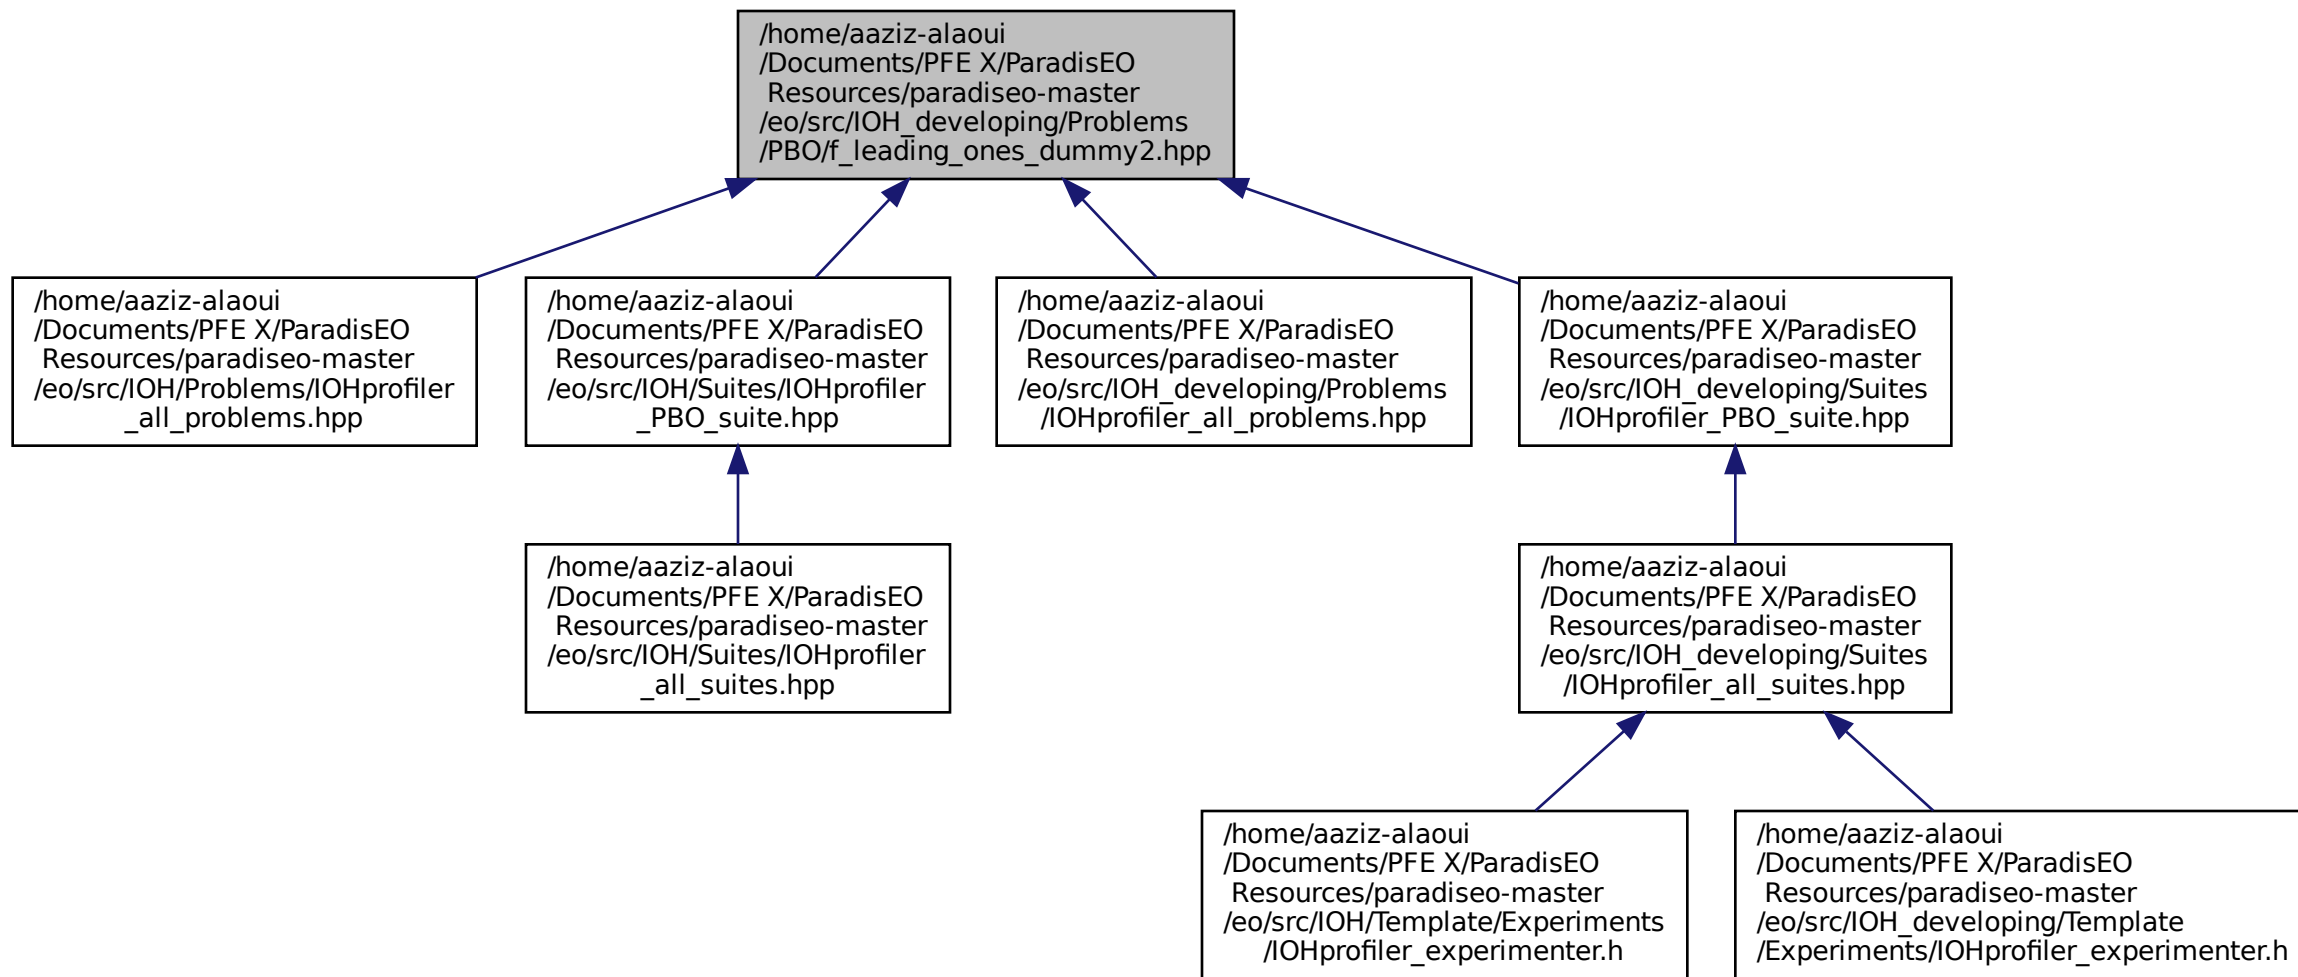 /home/aaziz-alaoui
/Documents/PFE X/ParadisEO
Resources/paradiseo-master
/eo/src/IOH_developing/Problems
/PBO/f_leading_ones_dummy2.hpp
/home/aaziz-alaoui
/Documents/PFE X/ParadisEO
Resources/paradiseo-master
/eo/src/IOH/Problems/IOHprofiler
_all_problems.hpp
/home/aaziz-alaoui
/Documents/PFE X/ParadisEO
Resources/paradiseo-master
/eo/src/IOH/Suites/IOHprofiler
_PBO_suite.hpp
/home/aaziz-alaoui
/Documents/PFE X/ParadisEO
Resources/paradiseo-master
/eo/src/IOH_developing/Problems
/IOHprofiler_all_problems.hpp
/home/aaziz-alaoui
/Documents/PFE X/ParadisEO
Resources/paradiseo-master
/eo/src/IOH_developing/Suites
/IOHprofiler_PBO_suite.hpp
/home/aaziz-alaoui
/Documents/PFE X/ParadisEO
Resources/paradiseo-master
/eo/src/IOH/Suites/IOHprofiler
_all_suites.hpp
/home/aaziz-alaoui
/Documents/PFE X/ParadisEO
Resources/paradiseo-master
/eo/src/IOH_developing/Suites
/IOHprofiler_all_suites.hpp
/home/aaziz-alaoui
/Documents/PFE X/ParadisEO
Resources/paradiseo-master
/eo/src/IOH/Template/Experiments
/IOHprofiler_experimenter.h
/home/aaziz-alaoui
/Documents/PFE X/ParadisEO
Resources/paradiseo-master
/eo/src/IOH_developing/Template
/Experiments/IOHprofiler_experimenter.h